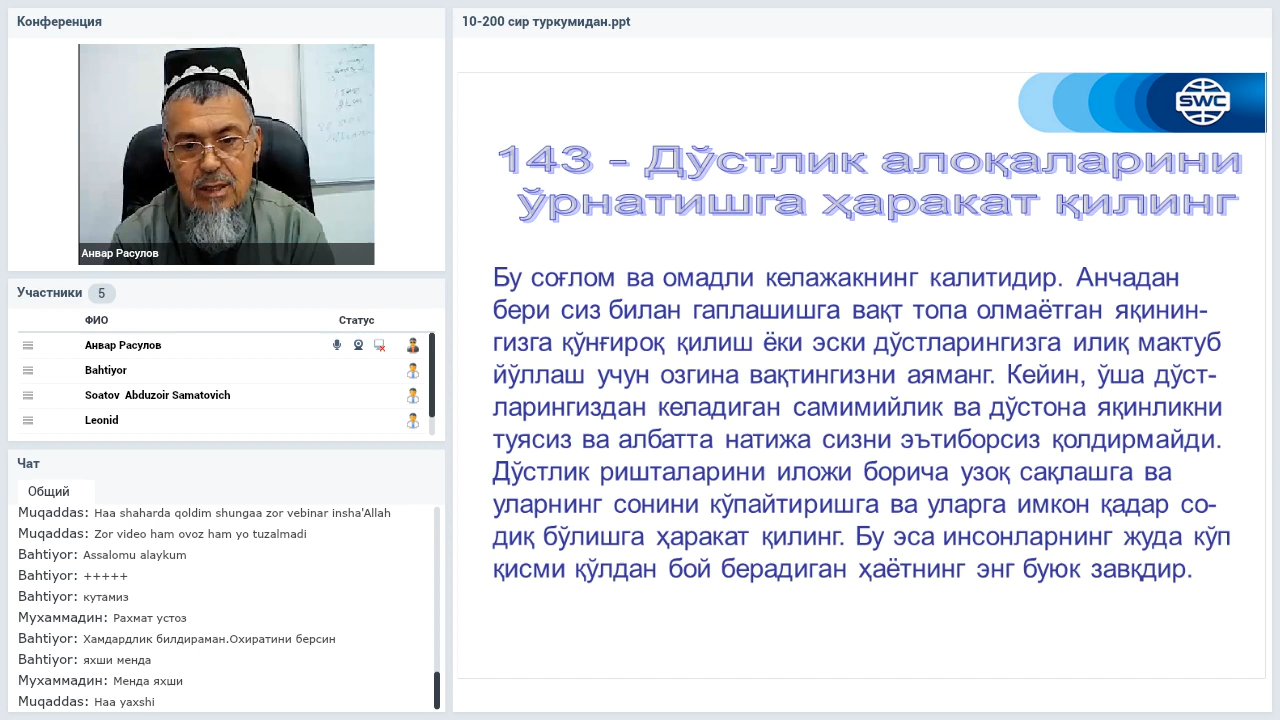 Конференция
Анвар Расулов
Участники 5
ФИО Статус
Анвар Расулов
Bahtiyor
Soatov Abduzoir Samatovich
Leonid
Чат
Общий
Muqaddas: Haa shaharda qoldim shungaa zor vebinar insha'Allah
Muqaddas: Zor video ham ovoz ham yo tuzalmadi
Bahtiyor: Assalomu alaykum
Bahtiyor: +++++
Bahtiyor: кутамиз
Мухаммадин: Рахмат устоз
Bahtiyor: Хамдардлик билдираман.Охиратини берсин
Bahtiyor: яхши менда
Мухаммадин: Менда яхши
Muqaddas: Haa yaxshi
10-200 сир туркумидан.ppt
SWC
143 - Дўстлик алоқаларини
ўрнатишга ҳаракат қилинг
Бу соғлом ва омадли келажакнинг калитидир. Анчадан
бери сиз билан гаплашишга вақт топа олмаётган яқинин-
гизга қўнғироқ қилиш ёки эски дўстларингизга илиқ мактуб
йўллаш учун озгина вақтингизни аяманг. Кейин, ўша дўст-
ларингиздан келадиган самимийлик ва дўстона яқинликни
туясиз ва албатта натижа сизни эътиборсиз қолдирмайди.
Дўстлик ришталарини иложи борича узоқ сақлашга ва
уларнинг сонини кўпайтиришга ва уларга имкон қадар со-
диқ бўлишга ҳаракат қилинг. Бу эса инсонларнинг жуда кўп
қисми қўлдан бой берадиган ҳаётнинг энг буюк завқдир.